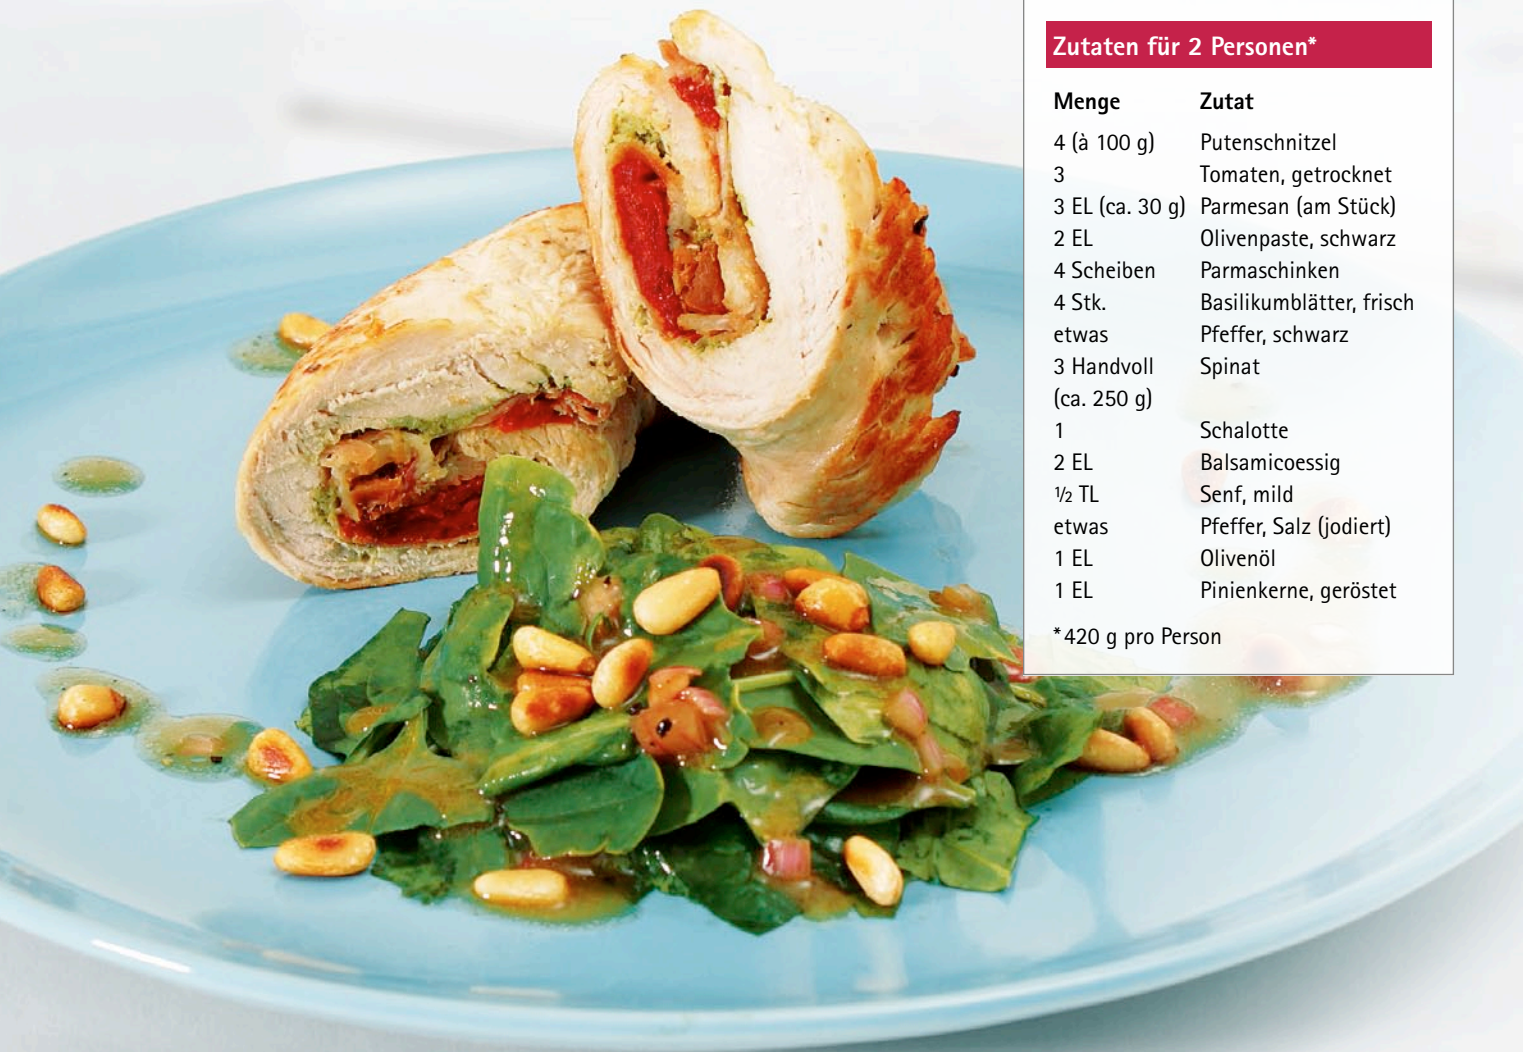 Zutaten für 2 Personen*
Menge Zutat
4 (à 100 g) Putenschnitzel
3 Tomaten, getrocknet
3 EL (ca. 30 g) Parmesan (am Stück)
2 EL Olivenpaste, schwarz
4 Scheiben Parmaschinken
4 Stk. Basilikumblätter, frisch
etwas Pfeffer, schwarz
3 Handvoll Spinat
(ca. 250 g)
1 Schalotte
2 EL Balsamicoessig
½ TL Senf, mild
etwas Pfeffer, Salz (jodiert)
1 EL Olivenöl
1 EL Pinienkerne, geröstet
*420 g pro Person